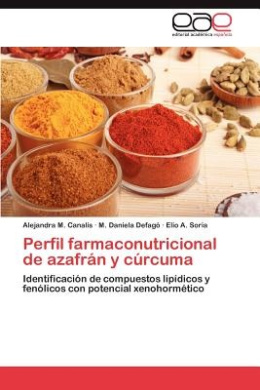 eae
editorial académica española
Alejandra M. Canalis · M. Daniela Defagó · Elio A. Soria
Perfil farmaconutricional
de azafrán y cúrcuma
Identificación de compuestos lipídicos y
fenólicos con potencial xenohormético